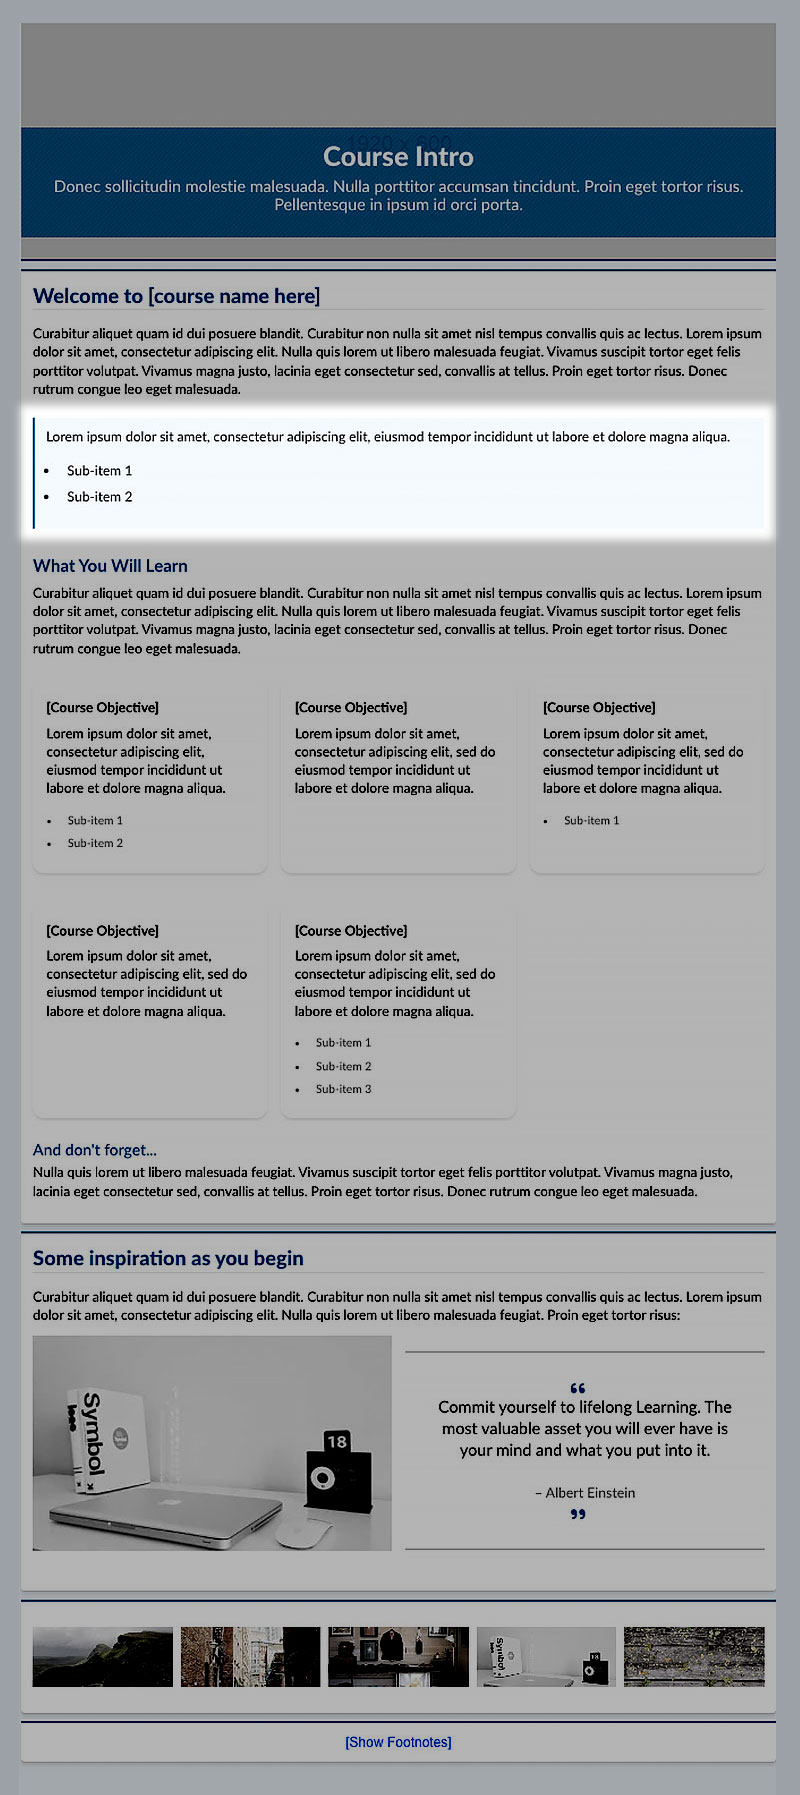 Course Intro
Donec sollicitudin molestie malesuada. Nulla porttitor accumsan tincidunt. Proin eget tortor risus.
Pellentesque in ipsum id orci porta.
Welcome to [course name here]
Curabitur aliquet quam id dui posuere blandit. Curabitur non nulla sit amet nisl tempus convallis quis ac lectus. Lorem ipsum
dolor sit amet, consectetur adipiscing elit. Nulla quis lorem ut libero malesuada feugiat. Vivamus suscipit tortor eget felis
porttitor volutpat. Vivamus magna justo, lacinia eget consectetur sed, convallis at tellus. Proin eget tortor risus. Donec
rutrum congue leo eget malesuada.
Lorem ipsum dolor sit amet, consectetur adipiscing elit, eiusmod tempor incididunt ut labore et dolore magna aliqua.
• Sub-item 1
• Sub-item 2
What You Will Learn
Curabitur aliquet quam id dui posuere blandit. Curabitur non nulla sit amet nisl tempus convallis quis ac lectus. Lorem ipsum
dolor sit amet, consectetur adipiscing elit. Nulla quis lorem ut libero malesuada feugiat. Vivamus suscipit tortor eget felis
porttitor volutpat. Vivamus magna justo, lacinia eget consectetur sed, convallis at tellus. Proin eget tortor risus. Donec
rutrum congue leo eget malesuada.
[Course Objective]
Lorem ipsum dolor sit amet,
consectetur adipiscing elit,
eiusmod tempor incididunt ut
labore et dolore magna aliqua.
• Sub-item 1
• Sub-item 2
[Course Objective]
Lorem ipsum dolor sit amet,
consectetur adipiscing elit, sed do
eiusmod tempor incididunt ut
labore et dolore magna aliqua.
[Course Objective]
Lorem ipsum dolor sit amet,
consectetur adipiscing elit, sed do
eiusmod tempor incididunt ut
labore et dolore magna aliqua.
• Sub-item 1
[Course Objective]
Lorem ipsum dolor sit amet,
consectetur adipiscing elit, sed do
eiusmod tempor incididunt ut
labore et dolore magna aliqua.
[Course Objective]
Lorem ipsum dolor sit amet,
consectetur adipiscing elit, sed do
eiusmod tempor incididunt ut
labore et dolore magna aliqua.
• Sub-item 1
• Sub-item 2
• Sub-item 3
And don't forget...
Nulla quis lorem ut libero malesuada feugiat. Vivamus suscipit tortor eget felis porttitor volutpat. Vivamus magna justo,
lacinia eget consectetur sed, convallis at tellus. Proin eget tortor risus. Donec rutrum congue leo eget malesuada.
Some inspiration as you begin
Curabitur aliquet quam id dui posuere blandit. Curabitur non nulla sit amet nisl tempus convallis quis ac lectus. Lorem ipsum
dolor sit amet, consectetur adipiscing elit. Nulla quis lorem ut libero malesuada feugiat. Proin eget tortor risus:
Symbol
logo
18
“
Commit yourself to lifelong Learning. The
most valuable asset you will ever have is
your mind and what you put into it.
– Albert Einstein
”
Symbol
18
[Show Footnotes]